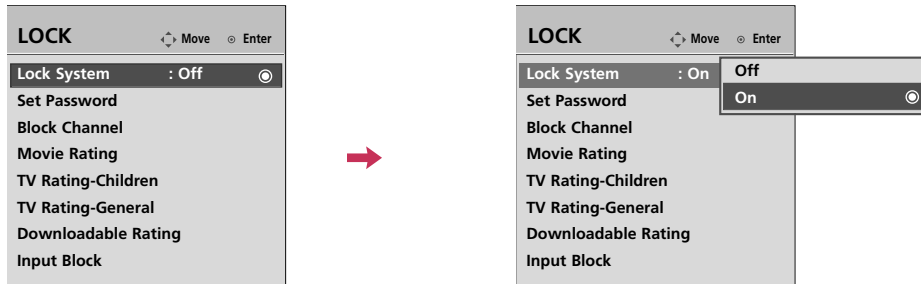 LOCK Move Enter
Lock System : Off
Set Password
Block Channel
Movie Rating
TV Rating-Children
TV Rating-General
Downloadable Rating
Input Block
LOCK Move Enter
Lock System : On
Off
On
Set Password
Block Channel
Movie Rating
TV Rating-Children
TV Rating-General
Downloadable Rating
Input Block